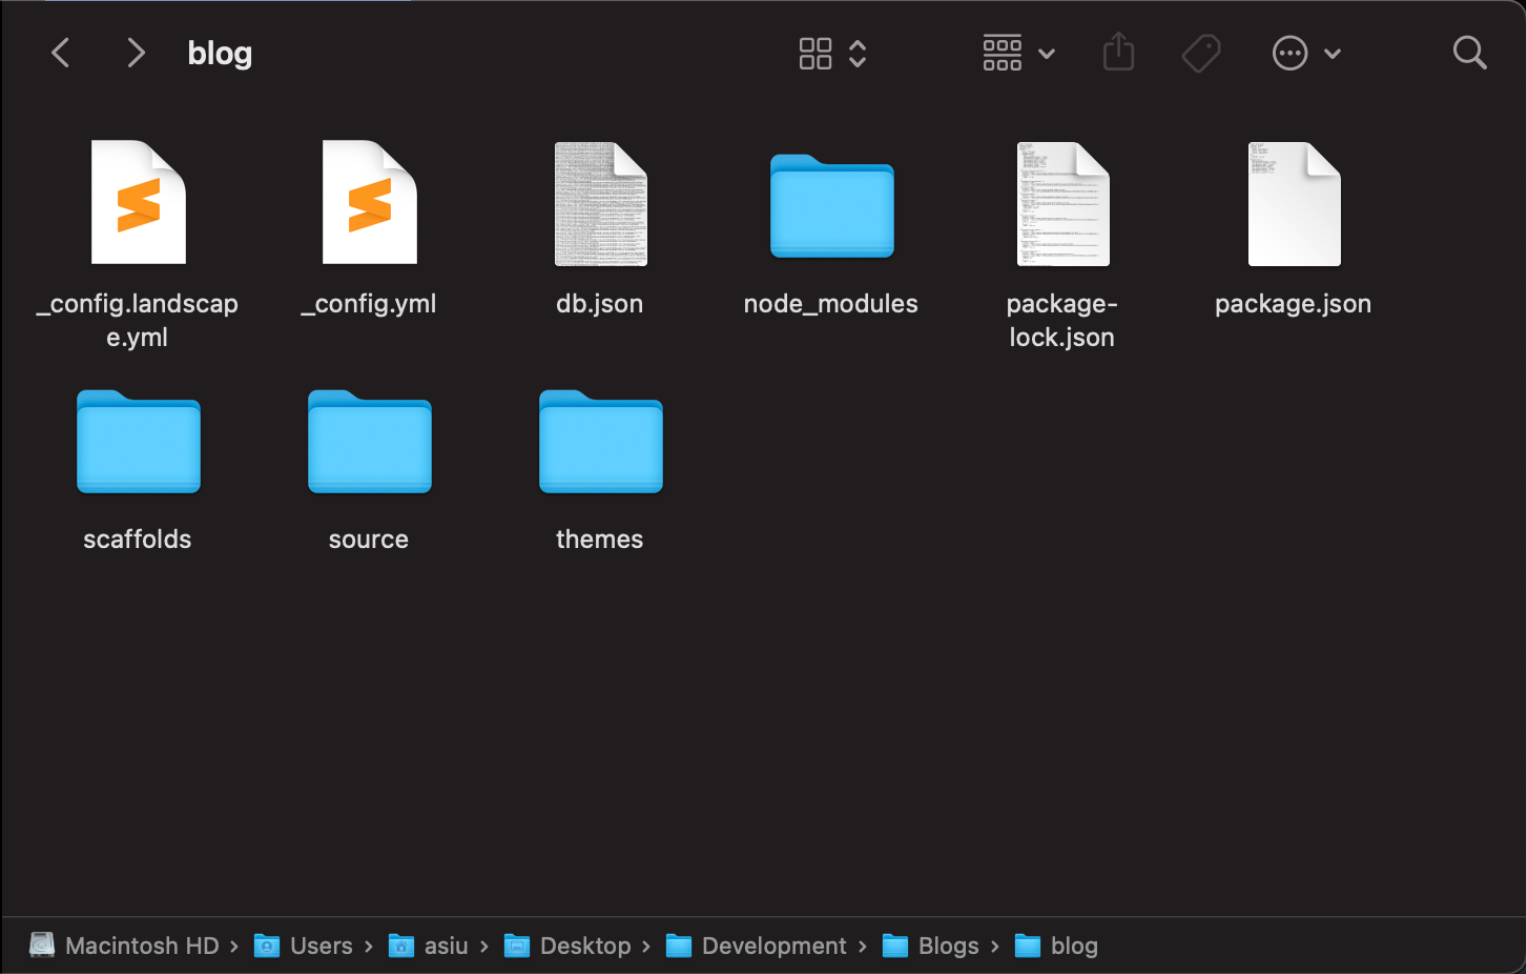 blog
_config.landscap
e.yml
_config.yml
db.json
node_modules
package-
lock.json
package.json
scaffolds
source
themes
Macintosh HD › Users › asiu › Desktop › Development › Blogs › blog